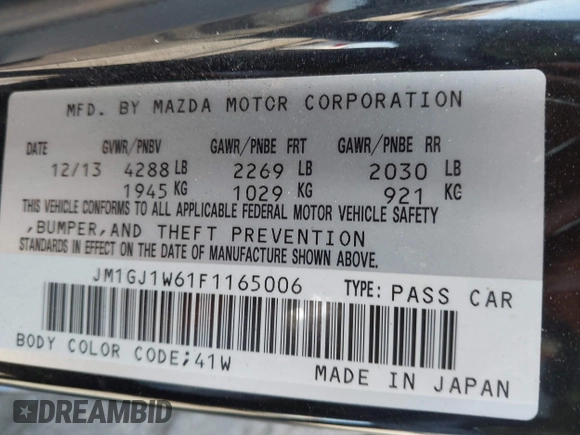 MFD. BY MAZDA MOTOR CORPORATION
DATE GVWR/PNBV GAWR/PNBE FRT GAWR/PNBE RR
12/13 4288 LB 2269 LB 2030 LB
1945 KG 1029 KG 921 KG
THIS VEHICLE CONFORMS TO ALL APPLICABLE FEDERAL MOTOR VEHICLE SAFETY
,BUMPER,AND THEFT PREVENTION
STANDARDS IN EFFECT ON THE DATE OF MANUFACTURE SHOWN ABOVE.
JM1GJ1W61F1165006 TYPE: PASS CAR
BODY COLOR CODE;41W
MADE IN JAPAN
DREAMBID